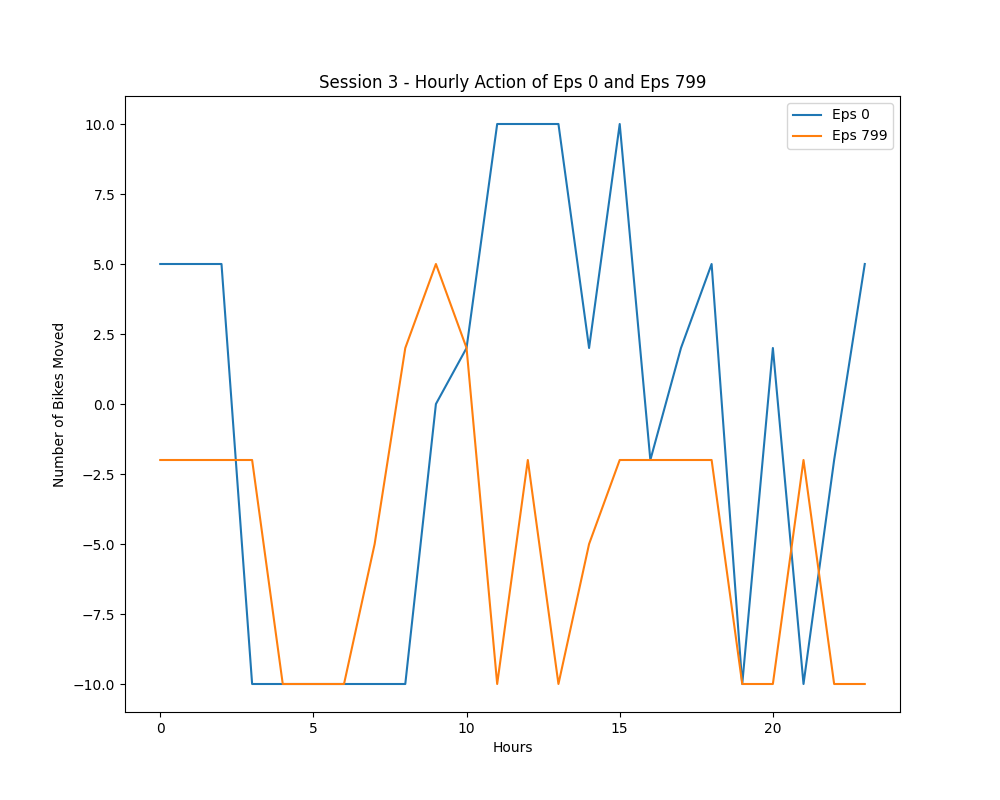 Session 3 - Hourly Action of Eps 0 and Eps 799
Eps 0
Eps 799
Number of Bikes Moved
10.0
7.5
5.0
2.5
0.0
−2.5
−5.0
−7.5
−10.0
0 5 10 15 20
Hours